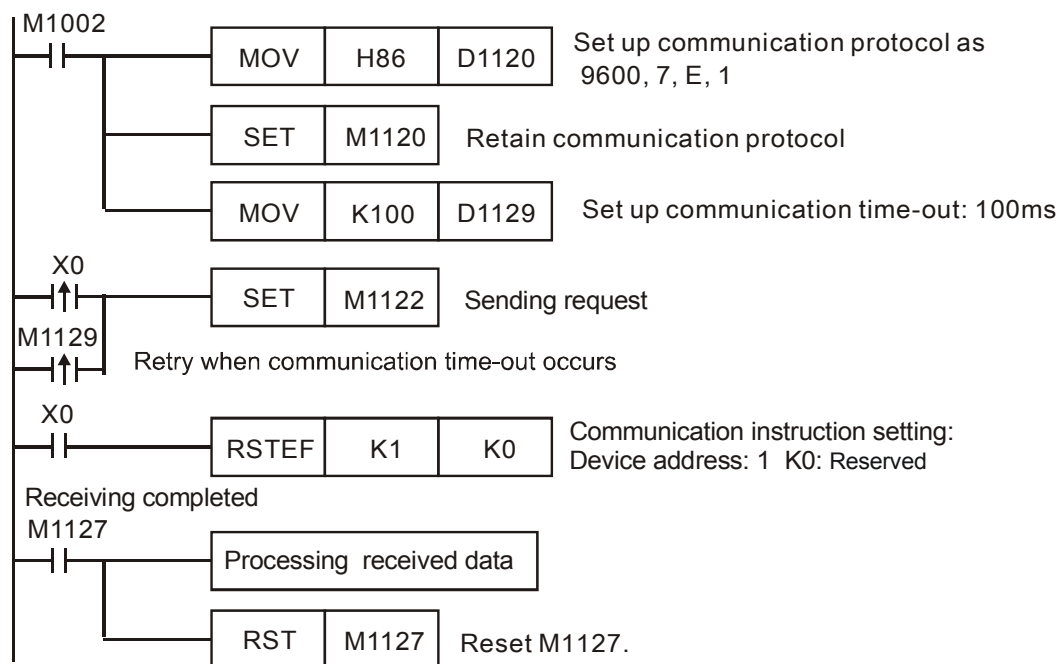 M1002
MOV H86 D1120 Set up communication protocol as
9600, 7, E, 1
SET M1120 Retain communication protocol
MOV K100 D1129 Set up communication time-out: 100ms
X0
SET M1122 Sending request
M1129
Retry when communication time-out occurs
X0
RSTEF K1 K0 Communication instruction setting:
Device address: 1 K0: Reserved
Receiving completed
M1127
Processing received data
RST M1127 Reset M1127.